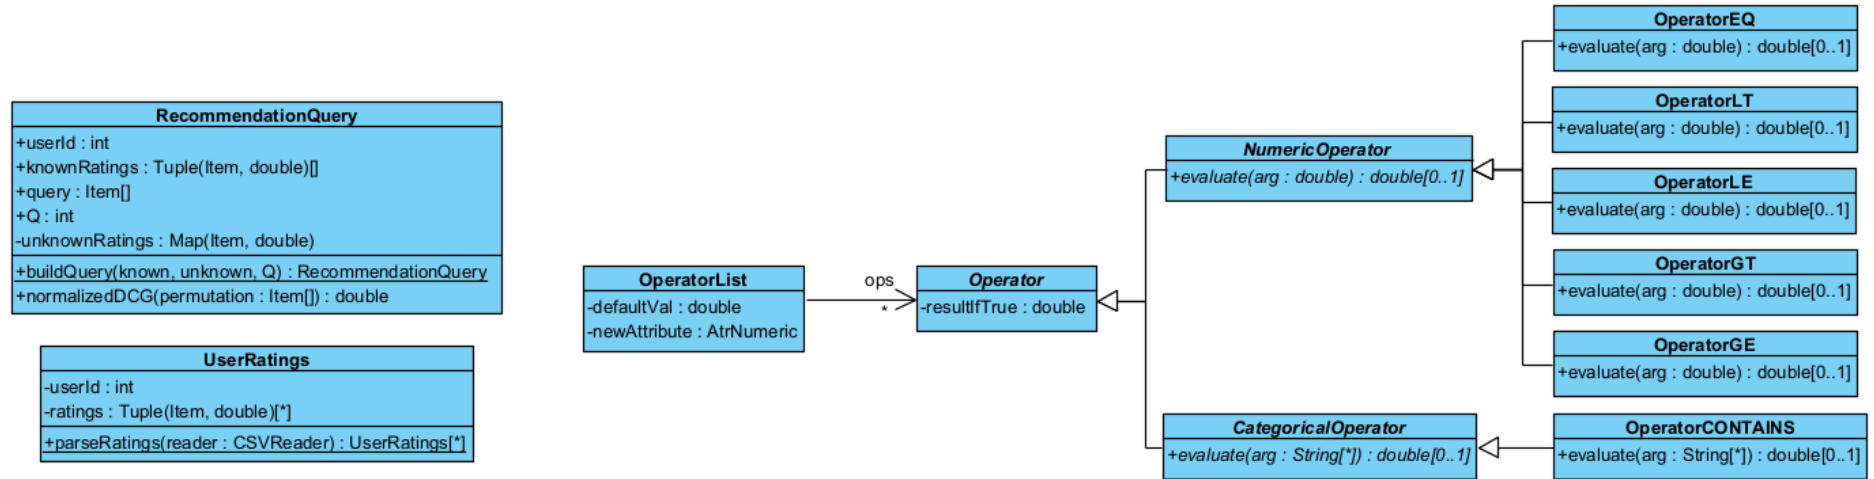 RecommendationQuery
+userId : int
+knownRatings : Tuple(Item, double)[]
+query : Item[]
+Q : int
-unknownRatings : Map(Item, double)
+buildQuery(known, unknown, Q) : RecommendationQuery
+normalizedDCG(permutation : Item[]) : double
UserRatings
-userId : int
-ratings : Tuple(Item, double)[*]
+parseRatings(reader : CSVReader) : UserRatings[*]
OperatorList
-defaultVal : double
-newAttribute : AtrNumeric
ops
*
Operator
-resultIfTrue : double
NumericOperator
+evaluate(arg : double) : double[0..1]
CategoricalOperator
+evaluate(arg : String[*]) : double[0..1]
OperatorEQ
+evaluate(arg : double) : double[0..1]
OperatorLT
+evaluate(arg : double) : double[0..1]
OperatorLE
+evaluate(arg : double) : double[0..1]
OperatorGT
+evaluate(arg : double) : double[0..1]
OperatorGE
+evaluate(arg : double) : double[0..1]
OperatorCONTAINS
+evaluate(arg : String[*]) : double[0..1]